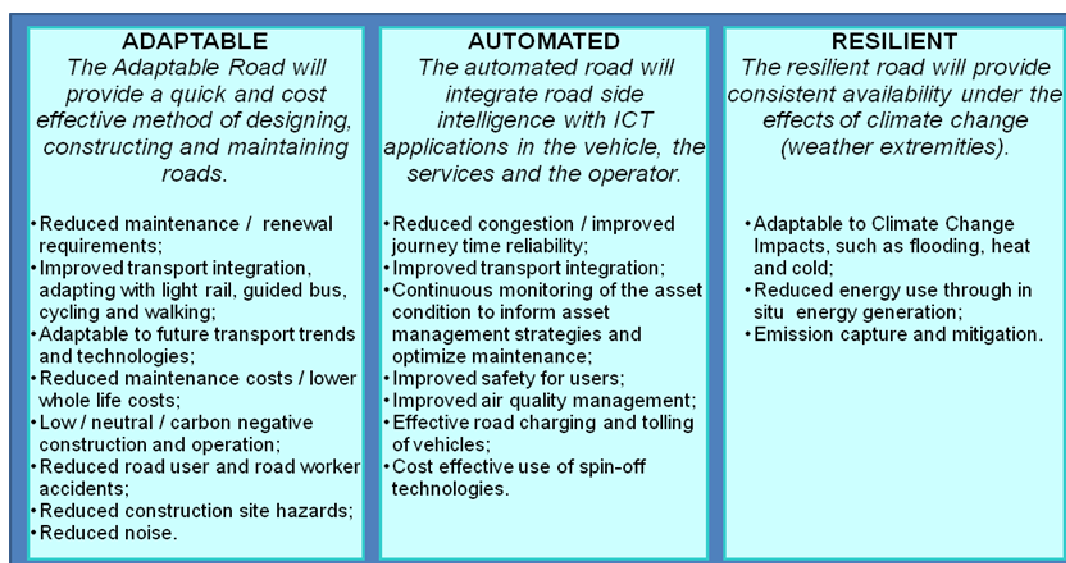 ADAPTABLE
The Adaptable Road will
provide a quick and cost
effective method of designing,
constructing and maintaining
roads.
•Reduced maintenance / renewal
requirements;
•Improved transport integration,
adapting with light rail, guided bus,
cycling and walking;
•Adaptable to future transport trends
and technologies;
•Reduced maintenance costs / lower
whole life costs;
•Low / neutral / carbon negative
construction and operation;
•Reduced road user and road worker
accidents;
•Reduced construction site hazards;
•Reduced noise.
AUTOMATED
The automated road will
integrate road side
intelligence with ICT
applications in the vehicle, the
services and the operator.
•Reduced congestion / improved
journey time reliability;
•Improved transport integration;
•Continuous monitoring of the asset
condition to inform asset
management strategies and
optimize maintenance;
•Improved safety for users;
•Improved air quality management;
•Effective road charging and tolling
of vehicles;
•Cost effective use of spin-off
technologies.
RESILIENT
The resilient road will provide
consistent availability under the
effects of climate change
(weather extremities).
•Adaptable to Climate Change
Impacts, such as flooding, heat
and cold;
•Reduced energy use through in
situ energy generation;
•Emission capture and mitigation.